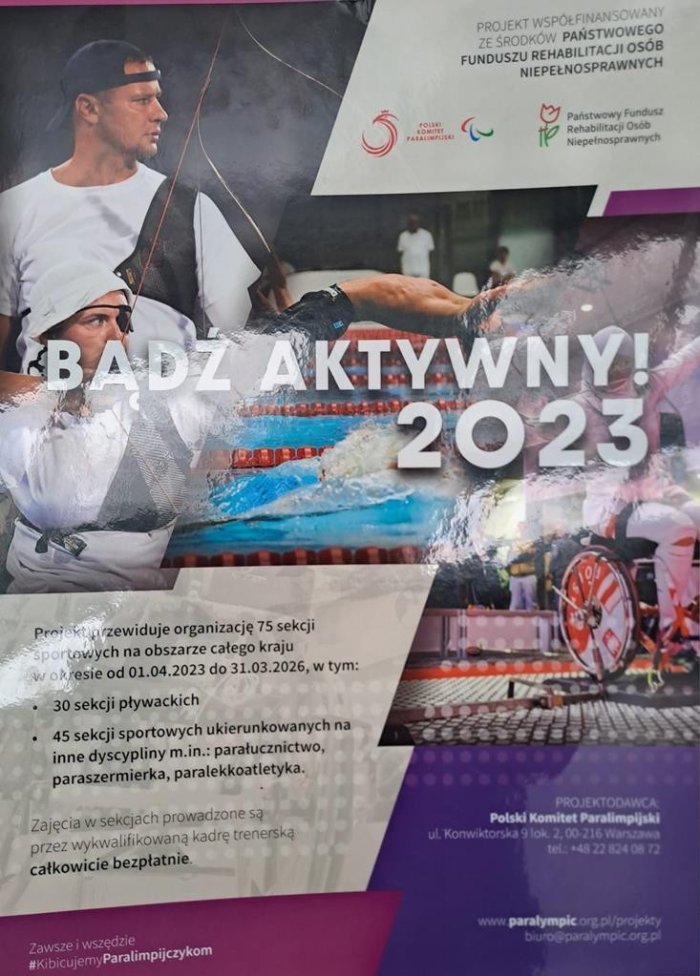 PROJEKT WSPÓŁFINANSOWANY
ZE ŚRODKÓW PAŃSTWOWEGO
FUNDUSZU REHABILITACJI OSÓB
NIEPEŁNOSPRAWNYCH
POLSKI
KOMITET
PARALIMPIJSKI
Państwowy Fundusz
Rehabilitacji Osób
Niepełnosprawnych
BĄDŹ AKTYWNY!
2023
Projekt przewiduje organizację 75 sekcji
sportowych na obszarze całego kraju
w okresie od 01.04.2023 do 31.03.2026, w tym:
• 30 sekcji pływackich
• 45 sekcji sportowych ukierunkowanych na
inne dyscypliny m.in.: parałucznictwo,
paraszermierka, paralekkoatletyka.
Zajęcia w sekcjach prowadzone są
przez wykwalifikowaną kadrę trenerską
całkowicie bezpłatnie.
PROJEKTODAWCA:
Polski Komitet Paralimpijski
ul. Konwiktorska 9 lok. 2, 00-216 Warszawa
tel.: +48 22 824 08 72
www.paralympic.org.pl/projekty
biuro@paralympic.org.pl
Zawsze i wszędzie
#KibicujemyParalimpijczykom